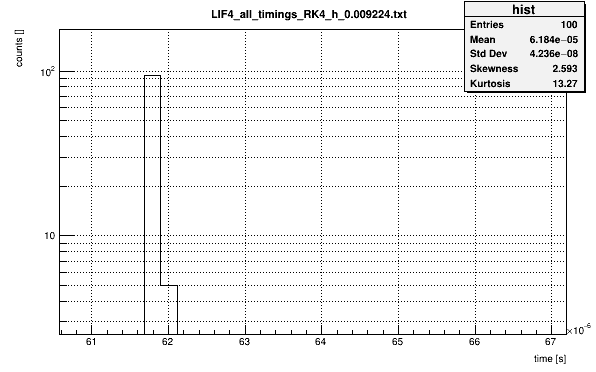 LIF4_all_timings_RK4_h_0.009224.txt
hist
Entries 100
Mean 6.184e−05
Std Dev 4.236e−08
Skewness 2.593
Kurtosis 13.27
counts []
10²
10
61 62 63 64 65 66 67
×10⁻⁶
time [s]